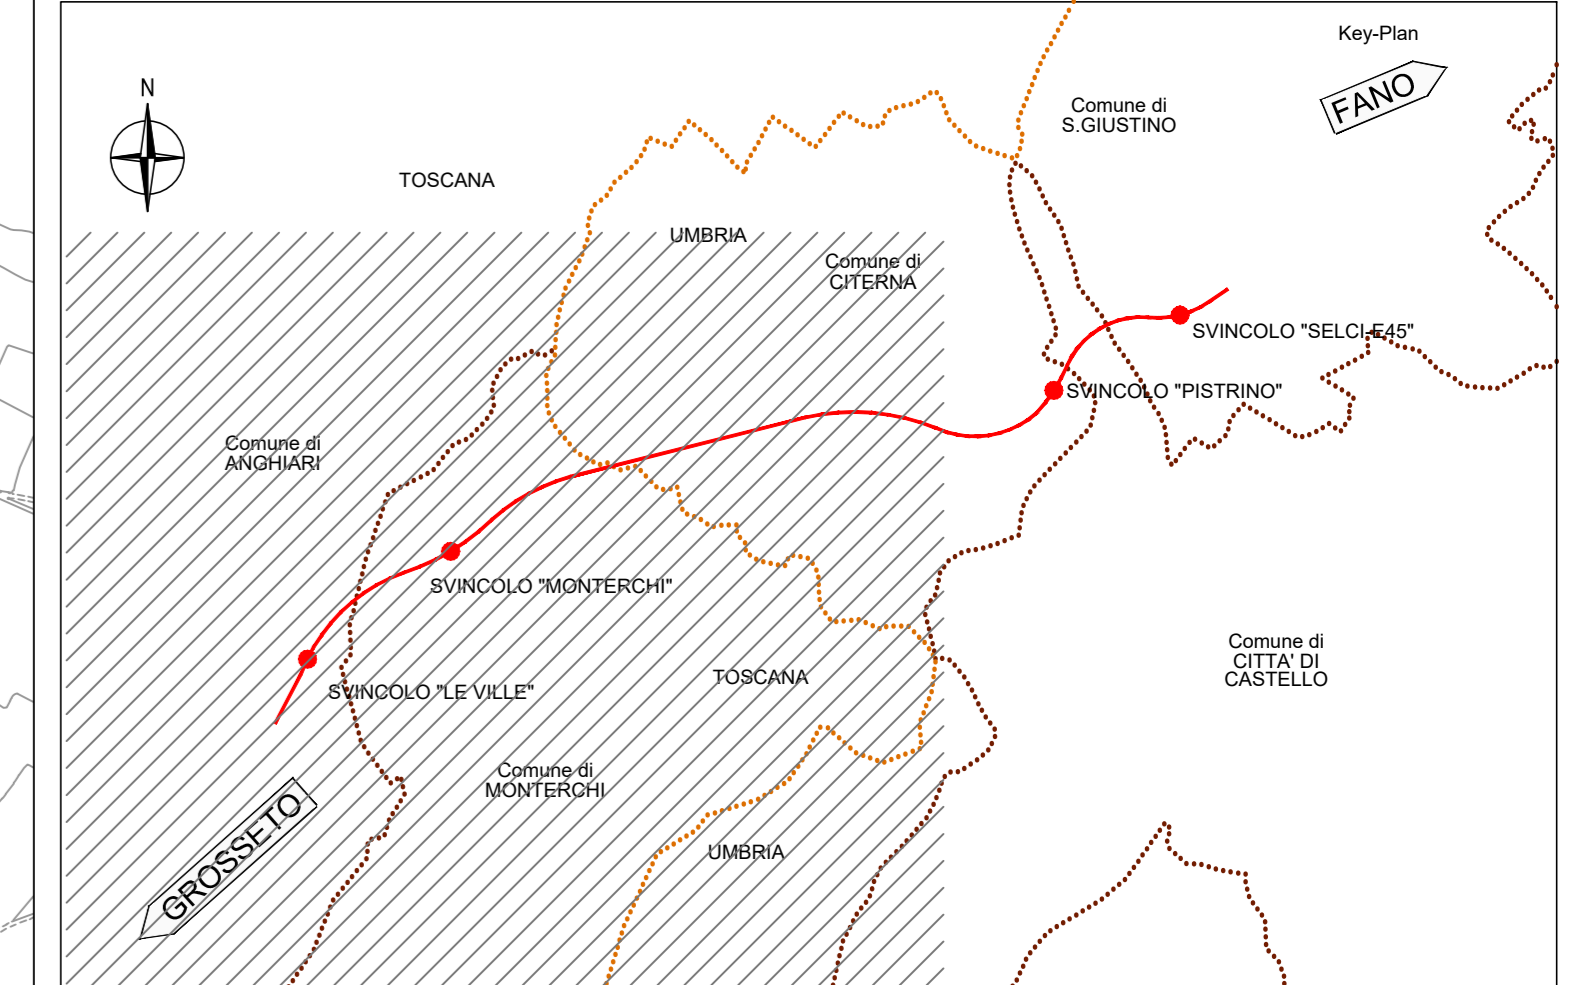 Key-Plan
FANO
N
Comune di
S.GIUSTINO
TOSCANA
UMBRIA
Comune di
CITERNA
SVINCOLO "SELCI-E45"
SVINCOLO "PISTRINO"
Comune di
ANGHIARI
SVINCOLO "MONTERCHI"
Comune di
CITTA' DI
CASTELLO
TOSCANA
SVINCOLO "LE VILLE"
Comune di
MONTERCHI
GROSSETO
UMBRIA